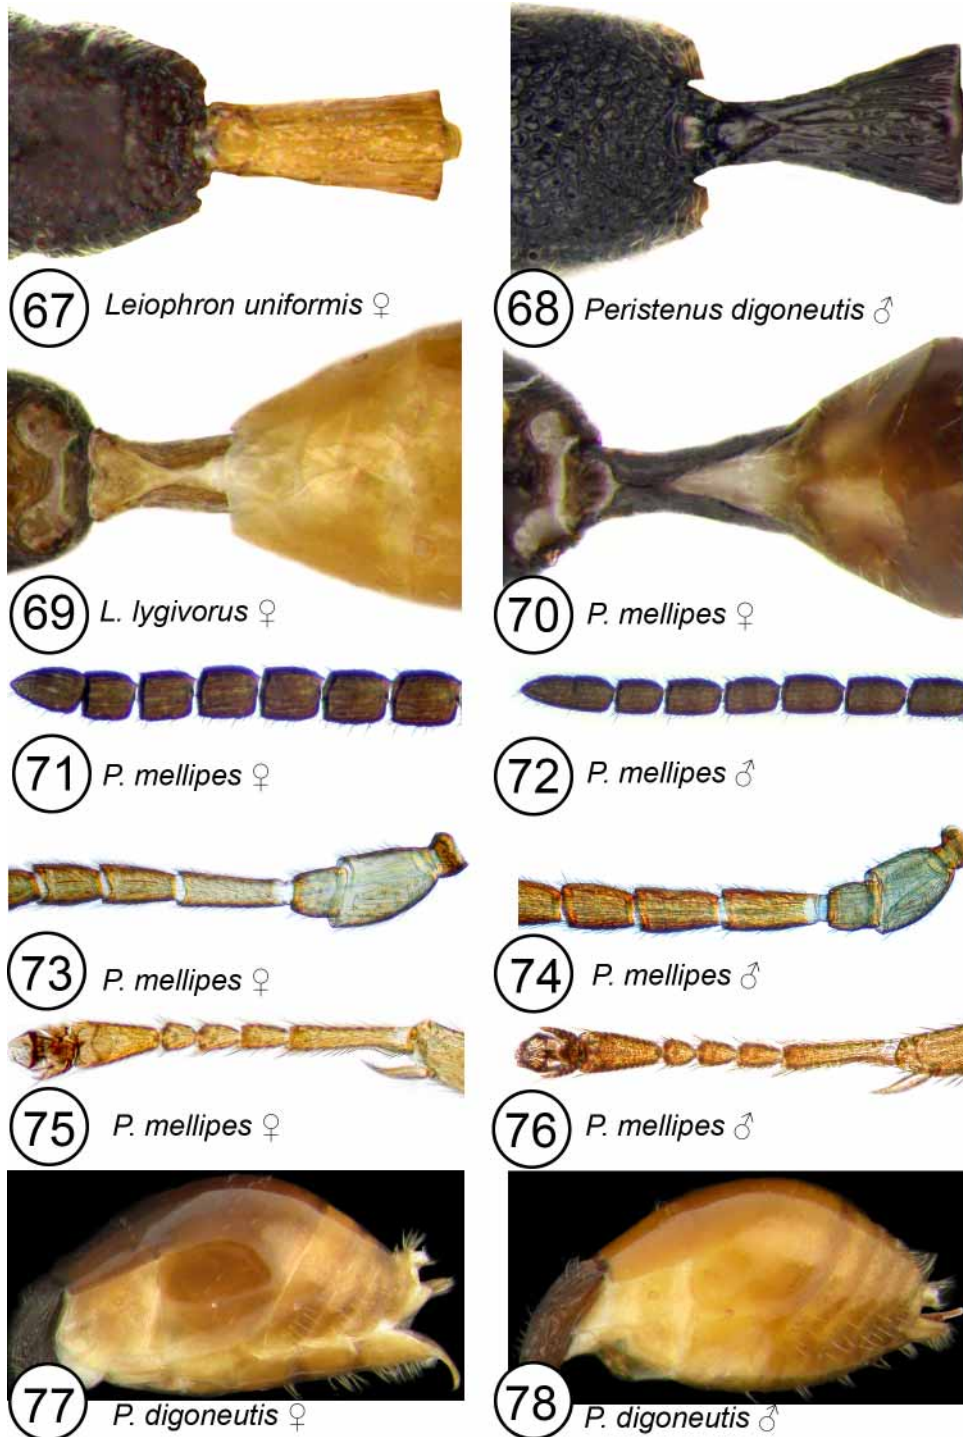 67 Leiophron uniformis ♀
68 Peristenus digoneutis ♂
69 L. lygivorus ♀
70 P. mellipes ♀
71 P. mellipes ♀
72 P. mellipes ♂
73 P. mellipes ♀
74 P. mellipes ♂
75 P. mellipes ♀
76 P. mellipes ♂
77 P. digoneutis ♀
78 P. digoneutis ♂